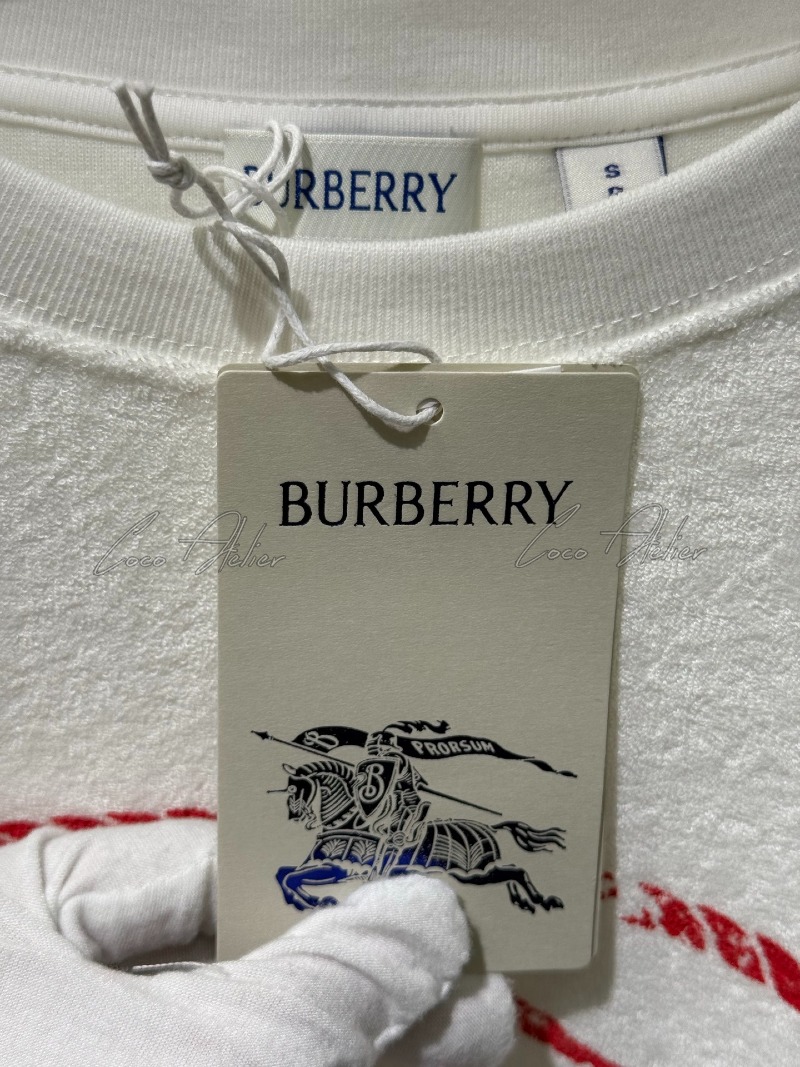 BURBERRY
S
BURBERRY
Coco Atelier
Coco Atelier
B PRORSUM
B